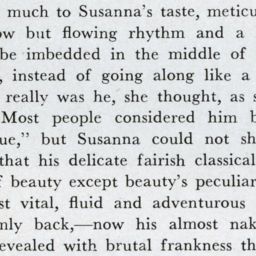 much to Susanna's taste, meticu
ow but flowing rhythm and a
be imbedded in the middle of
, instead of going along like a
really was he, she thought, as s
Most people considered him b
ue," but Susanna could not sh
that his delicate fairish classical
f beauty except beauty's peculiar
st vital, fluid and adventurous
nly back,—now his almost nak
evealed with brutal frankness th